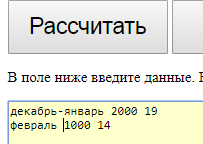 Рассчитать
В поле ниже введите данные.
декабрь-январь 2000 19
февраль 1000 14